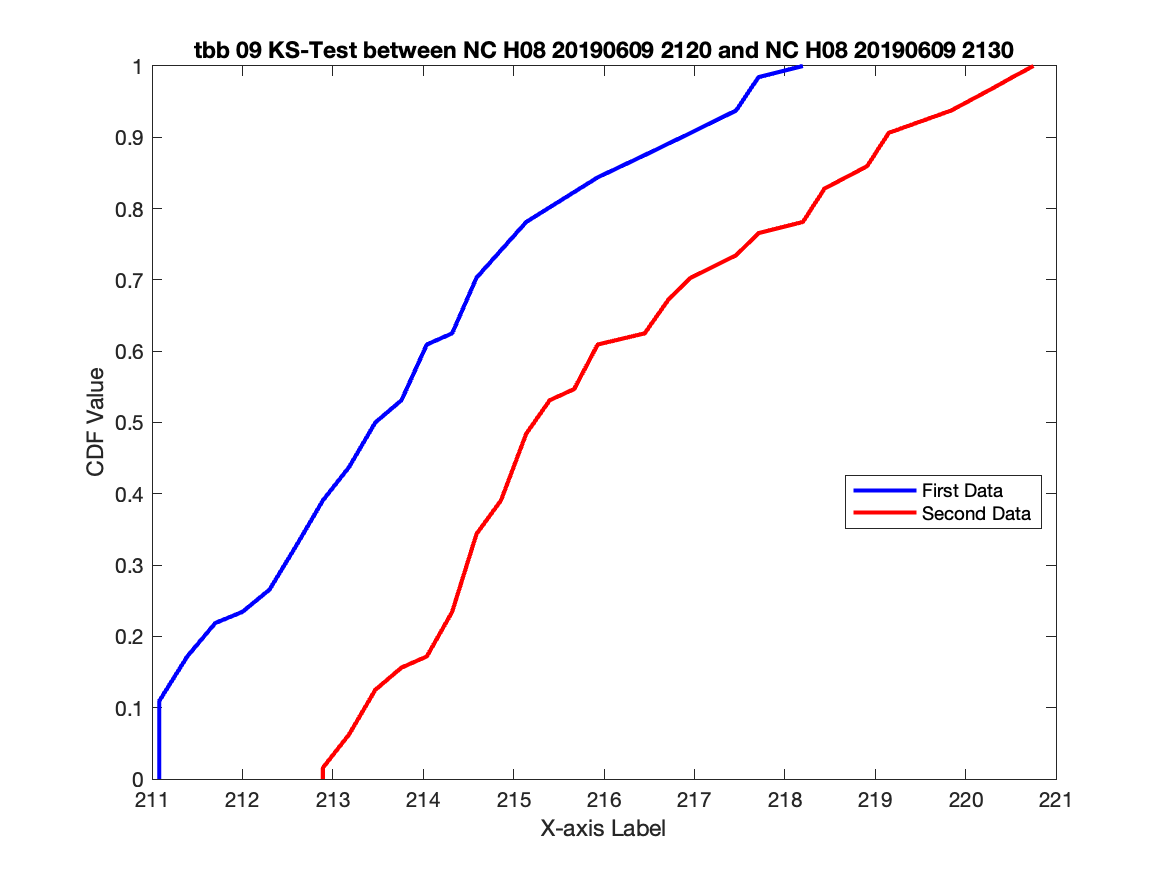 tbb 09 KS-Test between NC H08 20190609 2120 and NC H08 20190609 2130
1
0.9
0.8
0.7
0.6
0.5
0.4
0.3
0.2
0.1
0
CDF Value
First Data
Second Data
211 212 213 214 215 216 217 218 219 220 221
X-axis Label